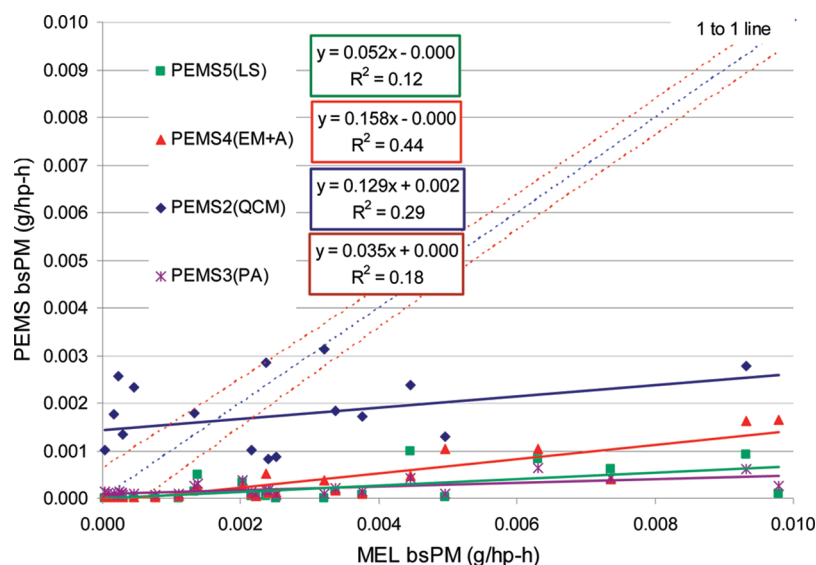 0.010
0.009
0.008
0.007
0.006
0.005
0.004
0.003
0.002
0.001
0.000
PEMS bsPM (g/hp-h)
1 to 1 line
PEMS5(LS)
y = 0.052x - 0.000
R² = 0.12
PEMS4(EM+A)
y = 0.158x - 0.000
R² = 0.44
PEMS2(QCM)
y = 0.129x + 0.002
R² = 0.29
PEMS3(PA)
y = 0.035x + 0.000
R² = 0.18
0.000 0.002 0.004 0.006 0.008 0.010
MEL bsPM (g/hp-h)